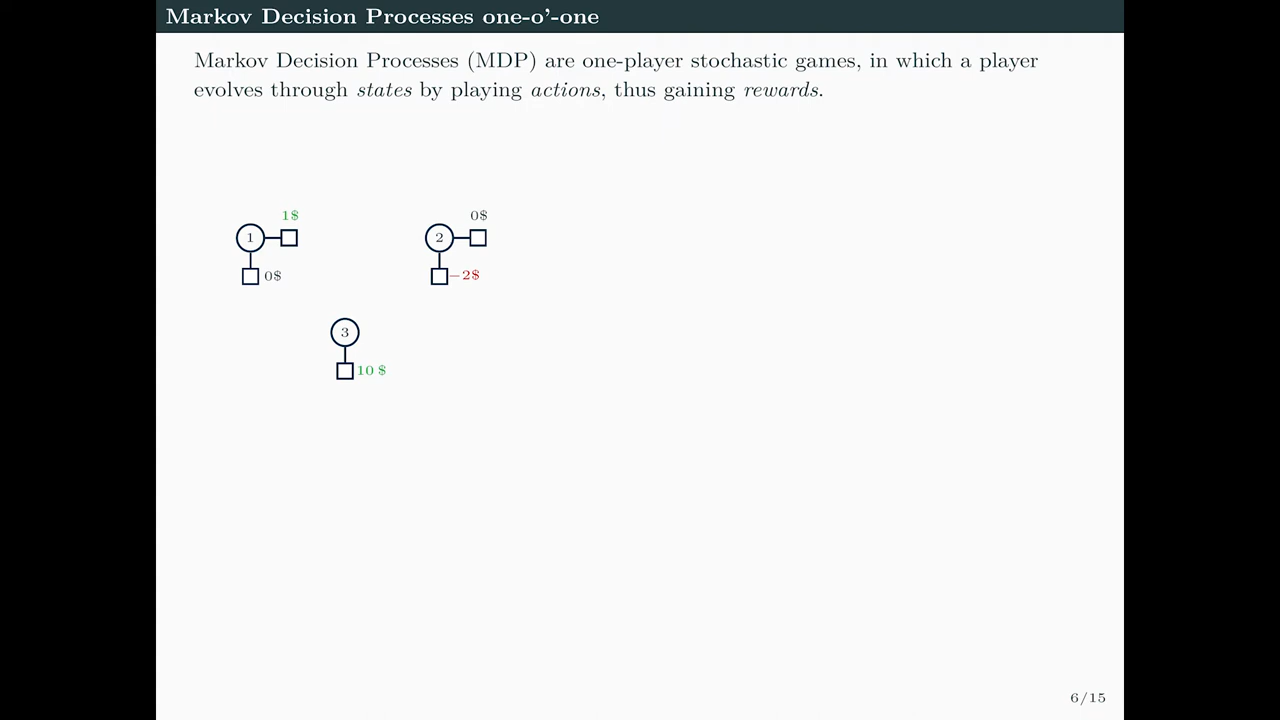 Markov Decision Processes one-o'-one
Markov Decision Processes (MDP) are one-player stochastic games, in which a player
evolves through states by playing actions, thus gaining rewards.
1$ 0$
1 2
0$ −2$
3
10 $
6/15